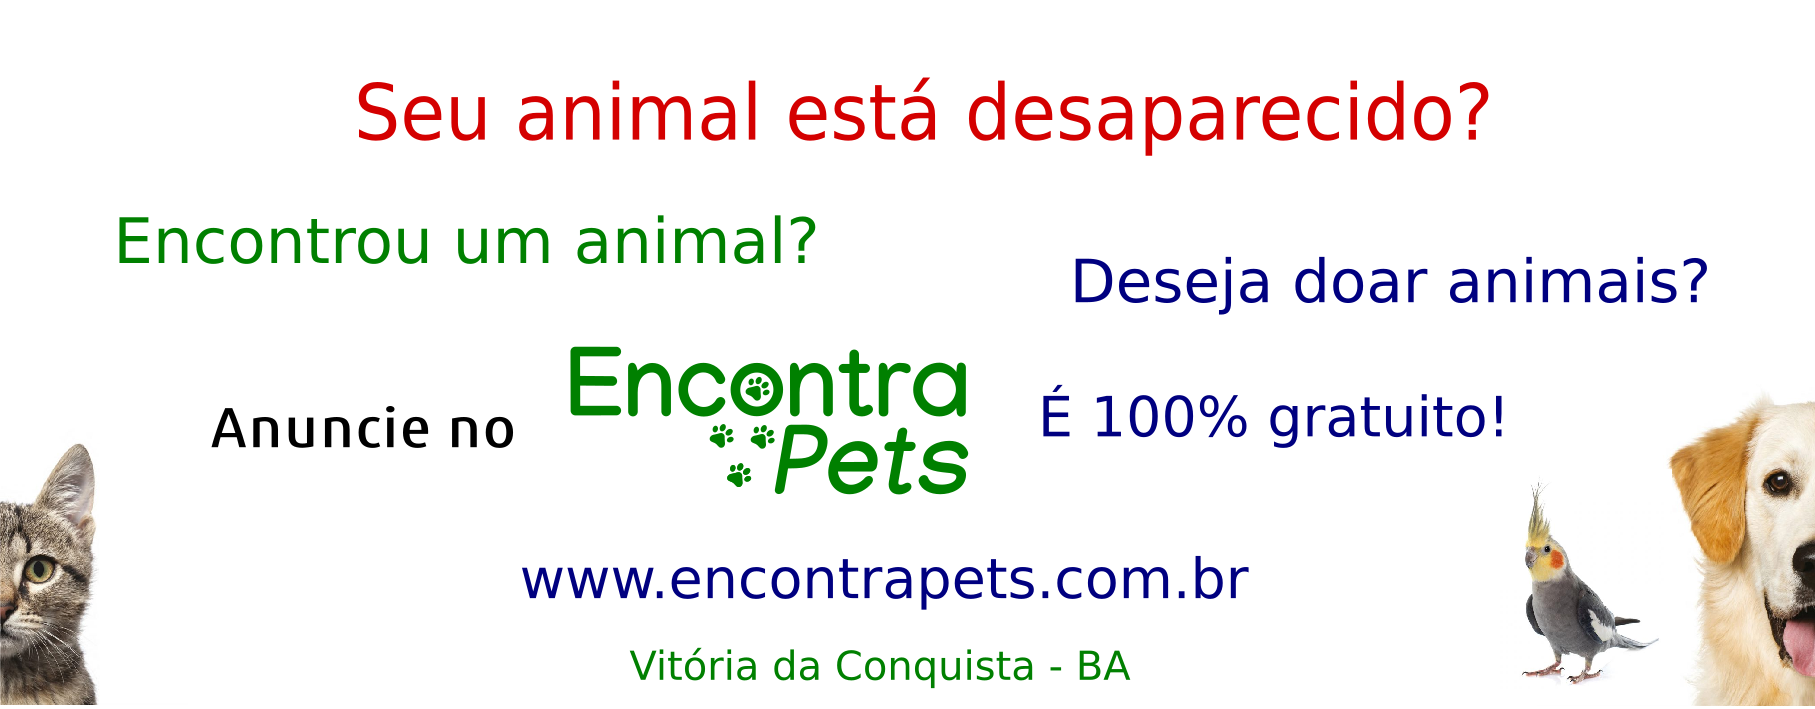 Seu animal está desaparecido?
Encontrou um animal?
Deseja doar animais?
Anuncie no
Encontra
Pets
É 100% gratuito!
www.encontrapets.com.br
Vitória da Conquista - BA